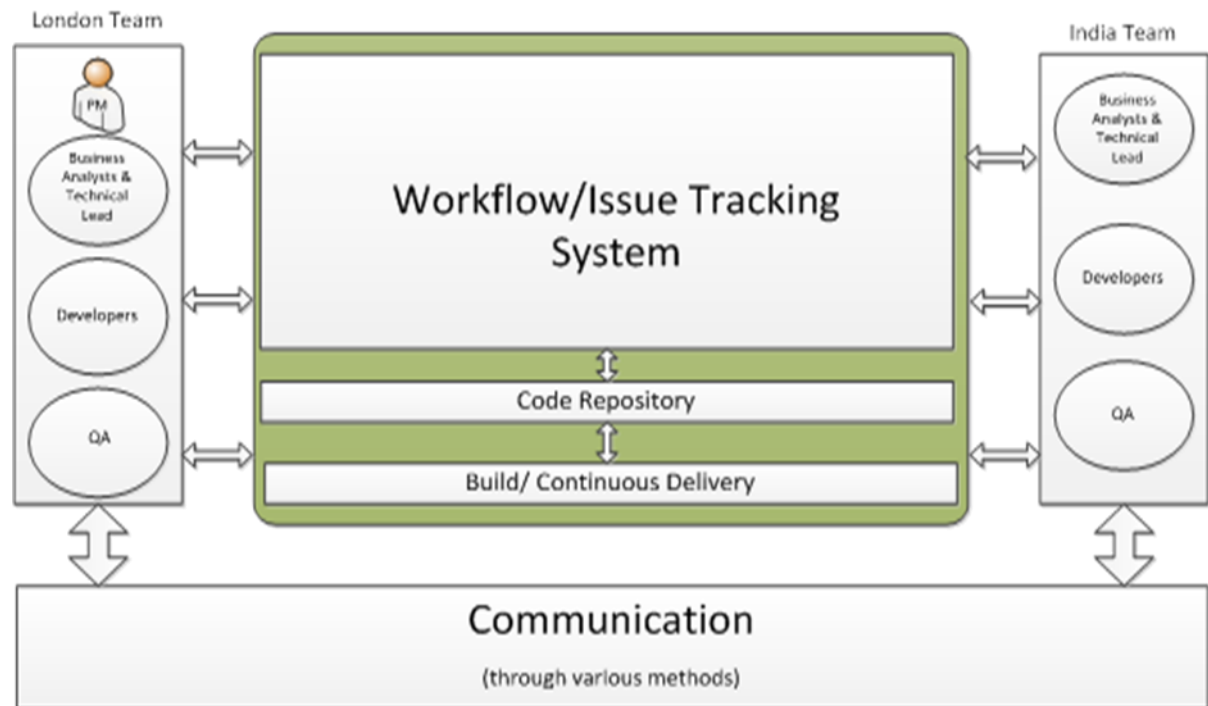 London Team
PM
Business
Analysts &
Technical
Lead
Developers
QA
Workflow/Issue Tracking
System
Code Repository
Build/ Continuous Delivery
India Team
Business
Analysts &
Technical
Lead
Developers
QA
Communication
(through various methods)